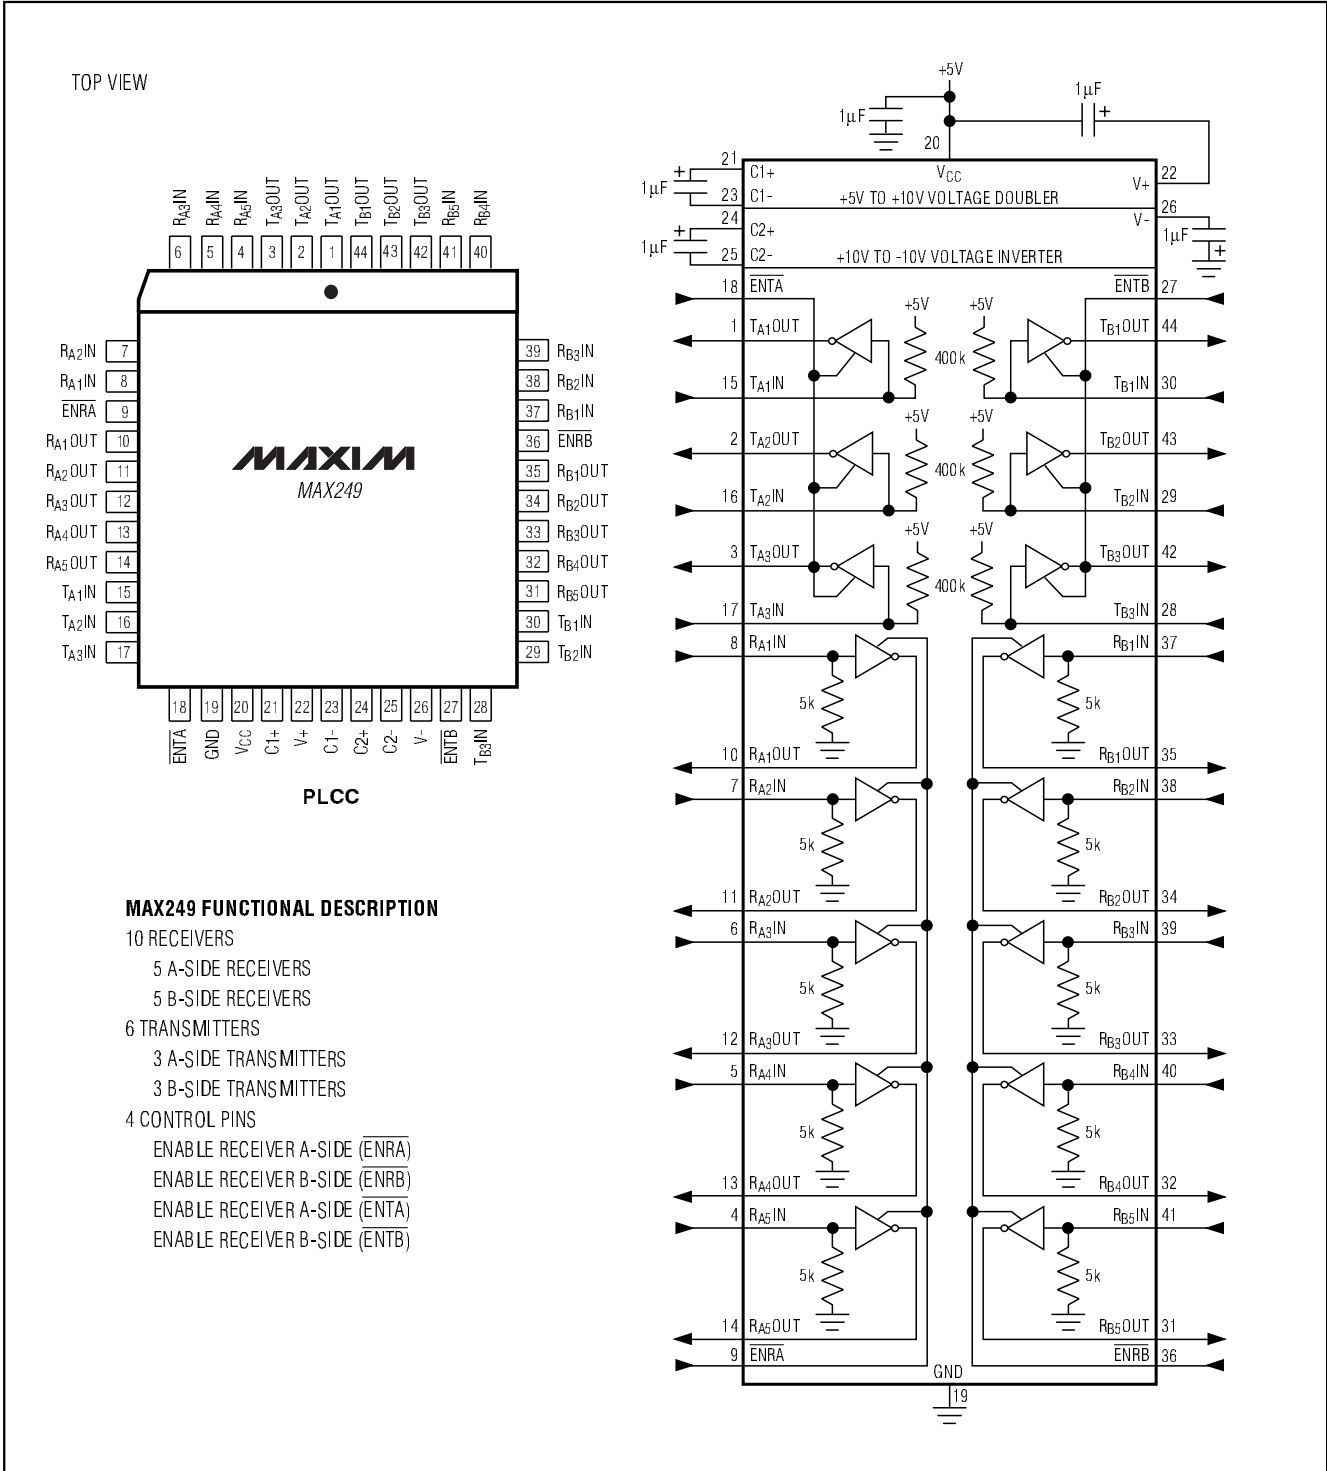 TOP VIEW
RA3IN
RA4IN
RA5IN
TA3OUT
TA2OUT
TA1OUT
TB1OUT
TB2OUT
TB3OUT
RB5IN
RB4IN
6 5 4 3 2 1 44 43 42 41 40
RA2IN 7
RA1IN 8
ENRA 9
RA1OUT 10
RA2OUT 11
RA3OUT 12
RA4OUT 13
RA5OUT 14
TA1IN 15
TA2IN 16
TA3IN 17
MAXIM
MAX249
39 RB3IN
38 RB2IN
37 RB1IN
36 ENRB
35 RB1OUT
34 RB2OUT
33 RB3OUT
32 RB4OUT
31 RB5OUT
30 TB1IN
29 TB2IN
18 19 20 21 22 23 24 25 26 27 28
ENTA
GND
VCC
C1+
V+
C1-
C2+
C2-
V-
ENTB
TB3IN
PLCC
MAX249 FUNCTIONAL DESCRIPTION
10 RECEIVERS
5 A-SIDE RECEIVERS
5 B-SIDE RECEIVERS
6 TRANSMITTERS
3 A-SIDE TRANSMITTERS
3 B-SIDE TRANSMITTERS
4 CONTROL PINS
ENABLE RECEIVER A-SIDE (ENRA)
ENABLE RECEIVER B-SIDE (ENRB)
ENABLE RECEIVER A-SIDE (ENTA)
ENABLE RECEIVER B-SIDE (ENTB)
+5V
1µF
1µF +
20
21 C1+ VCC 22
+ 1µF V+
23 C1- +5V TO +10V VOLTAGE DOUBLER
24 C2+ V- 26
+ 1µF 1µF +
25 C2- +10V TO -10V VOLTAGE INVERTER
18 ENTA ENTB 27
+5V +5V
1 TA1OUT TB1OUT 44
400k
15 TA1IN TB1IN 30
+5V +5V
2 TA2OUT TB2OUT 43
400k
16 TA2IN TB2IN 29
+5V +5V
3 TA3OUT TB3OUT 42
400k
17 TA3IN TB3IN 28
8 RA1IN RB1IN 37
5k 5k
10 RA1OUT RB1OUT 35
7 RA2IN RB2IN 38
5k 5k
11 RA2OUT RB2OUT 34
6 RA3IN RB3IN 39
5k 5k
12 RA3OUT RB3OUT 33
5 RA4IN RB4IN 40
5k 5k
13 RA4OUT RB4OUT 32
4 RA5IN RB5IN 41
5k 5k
14 RA5OUT RB5OUT 31
9 ENRA ENRB 36
GND
19